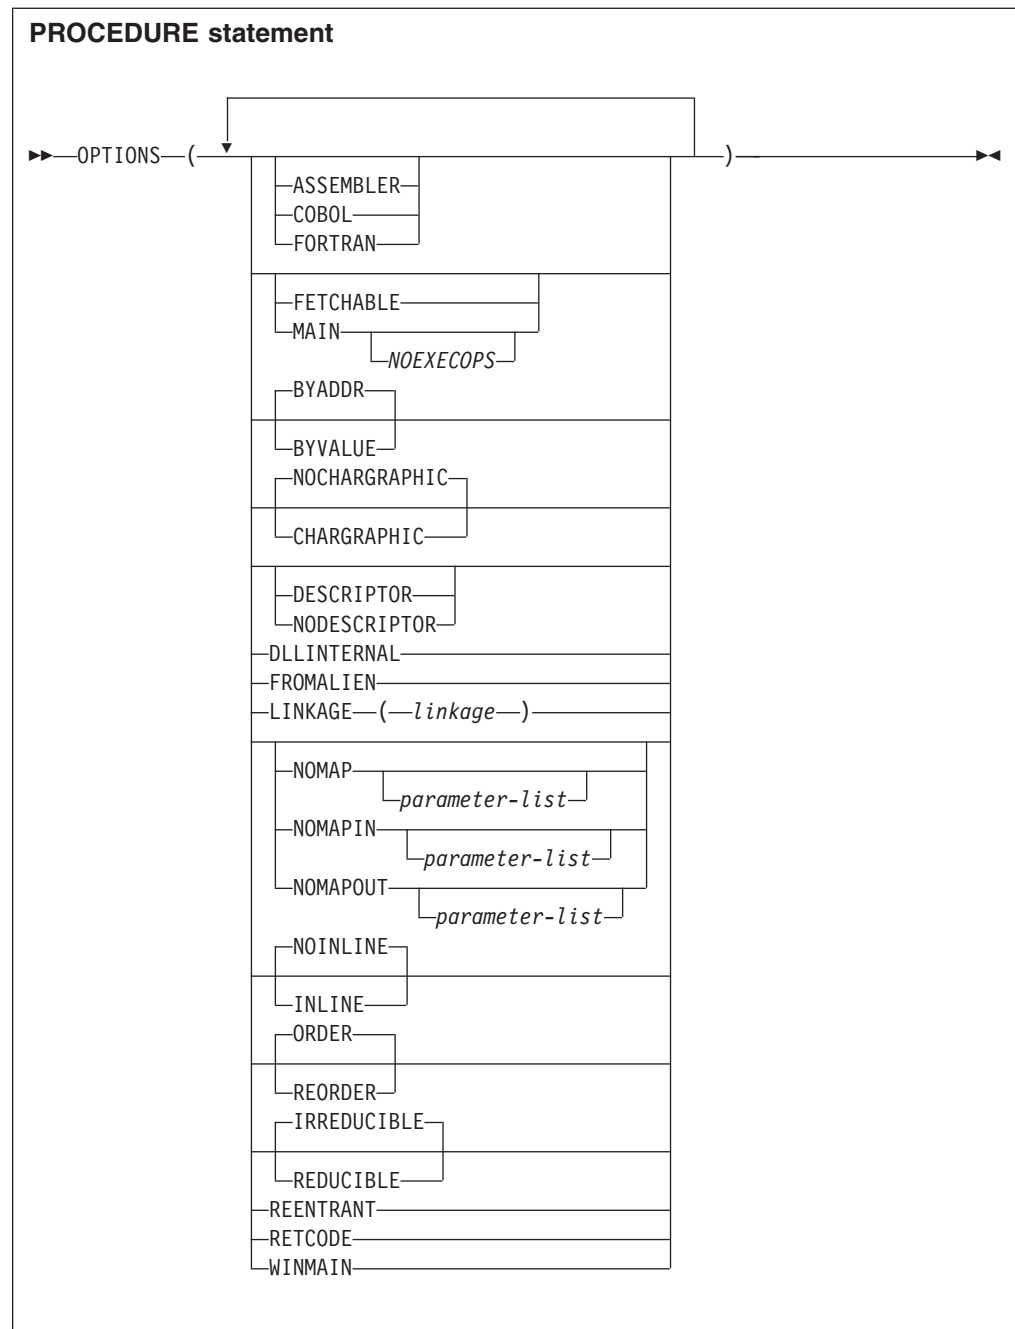 PROCEDURE statement
OPTIONS ( )
ASSEMBLER
COBOL
FORTRAN
FETCHABLE
MAIN
NOEXECOPS
BYADDR
BYVALUE
NOCHARGRAPHIC
CHARGRAPHIC
DESCRIPTOR
NODESCRIPTOR
DLLINTERNAL
FROMALIEN
LINKAGE ( linkage )
NOMAP
parameter-list
NOMAPIN
parameter-list
NOMAPOUT
parameter-list
NOINLINE
INLINE
ORDER
REORDER
IRREDUCIBLE
REDUCIBLE
REENTRANT
RETCODE
WINMAIN